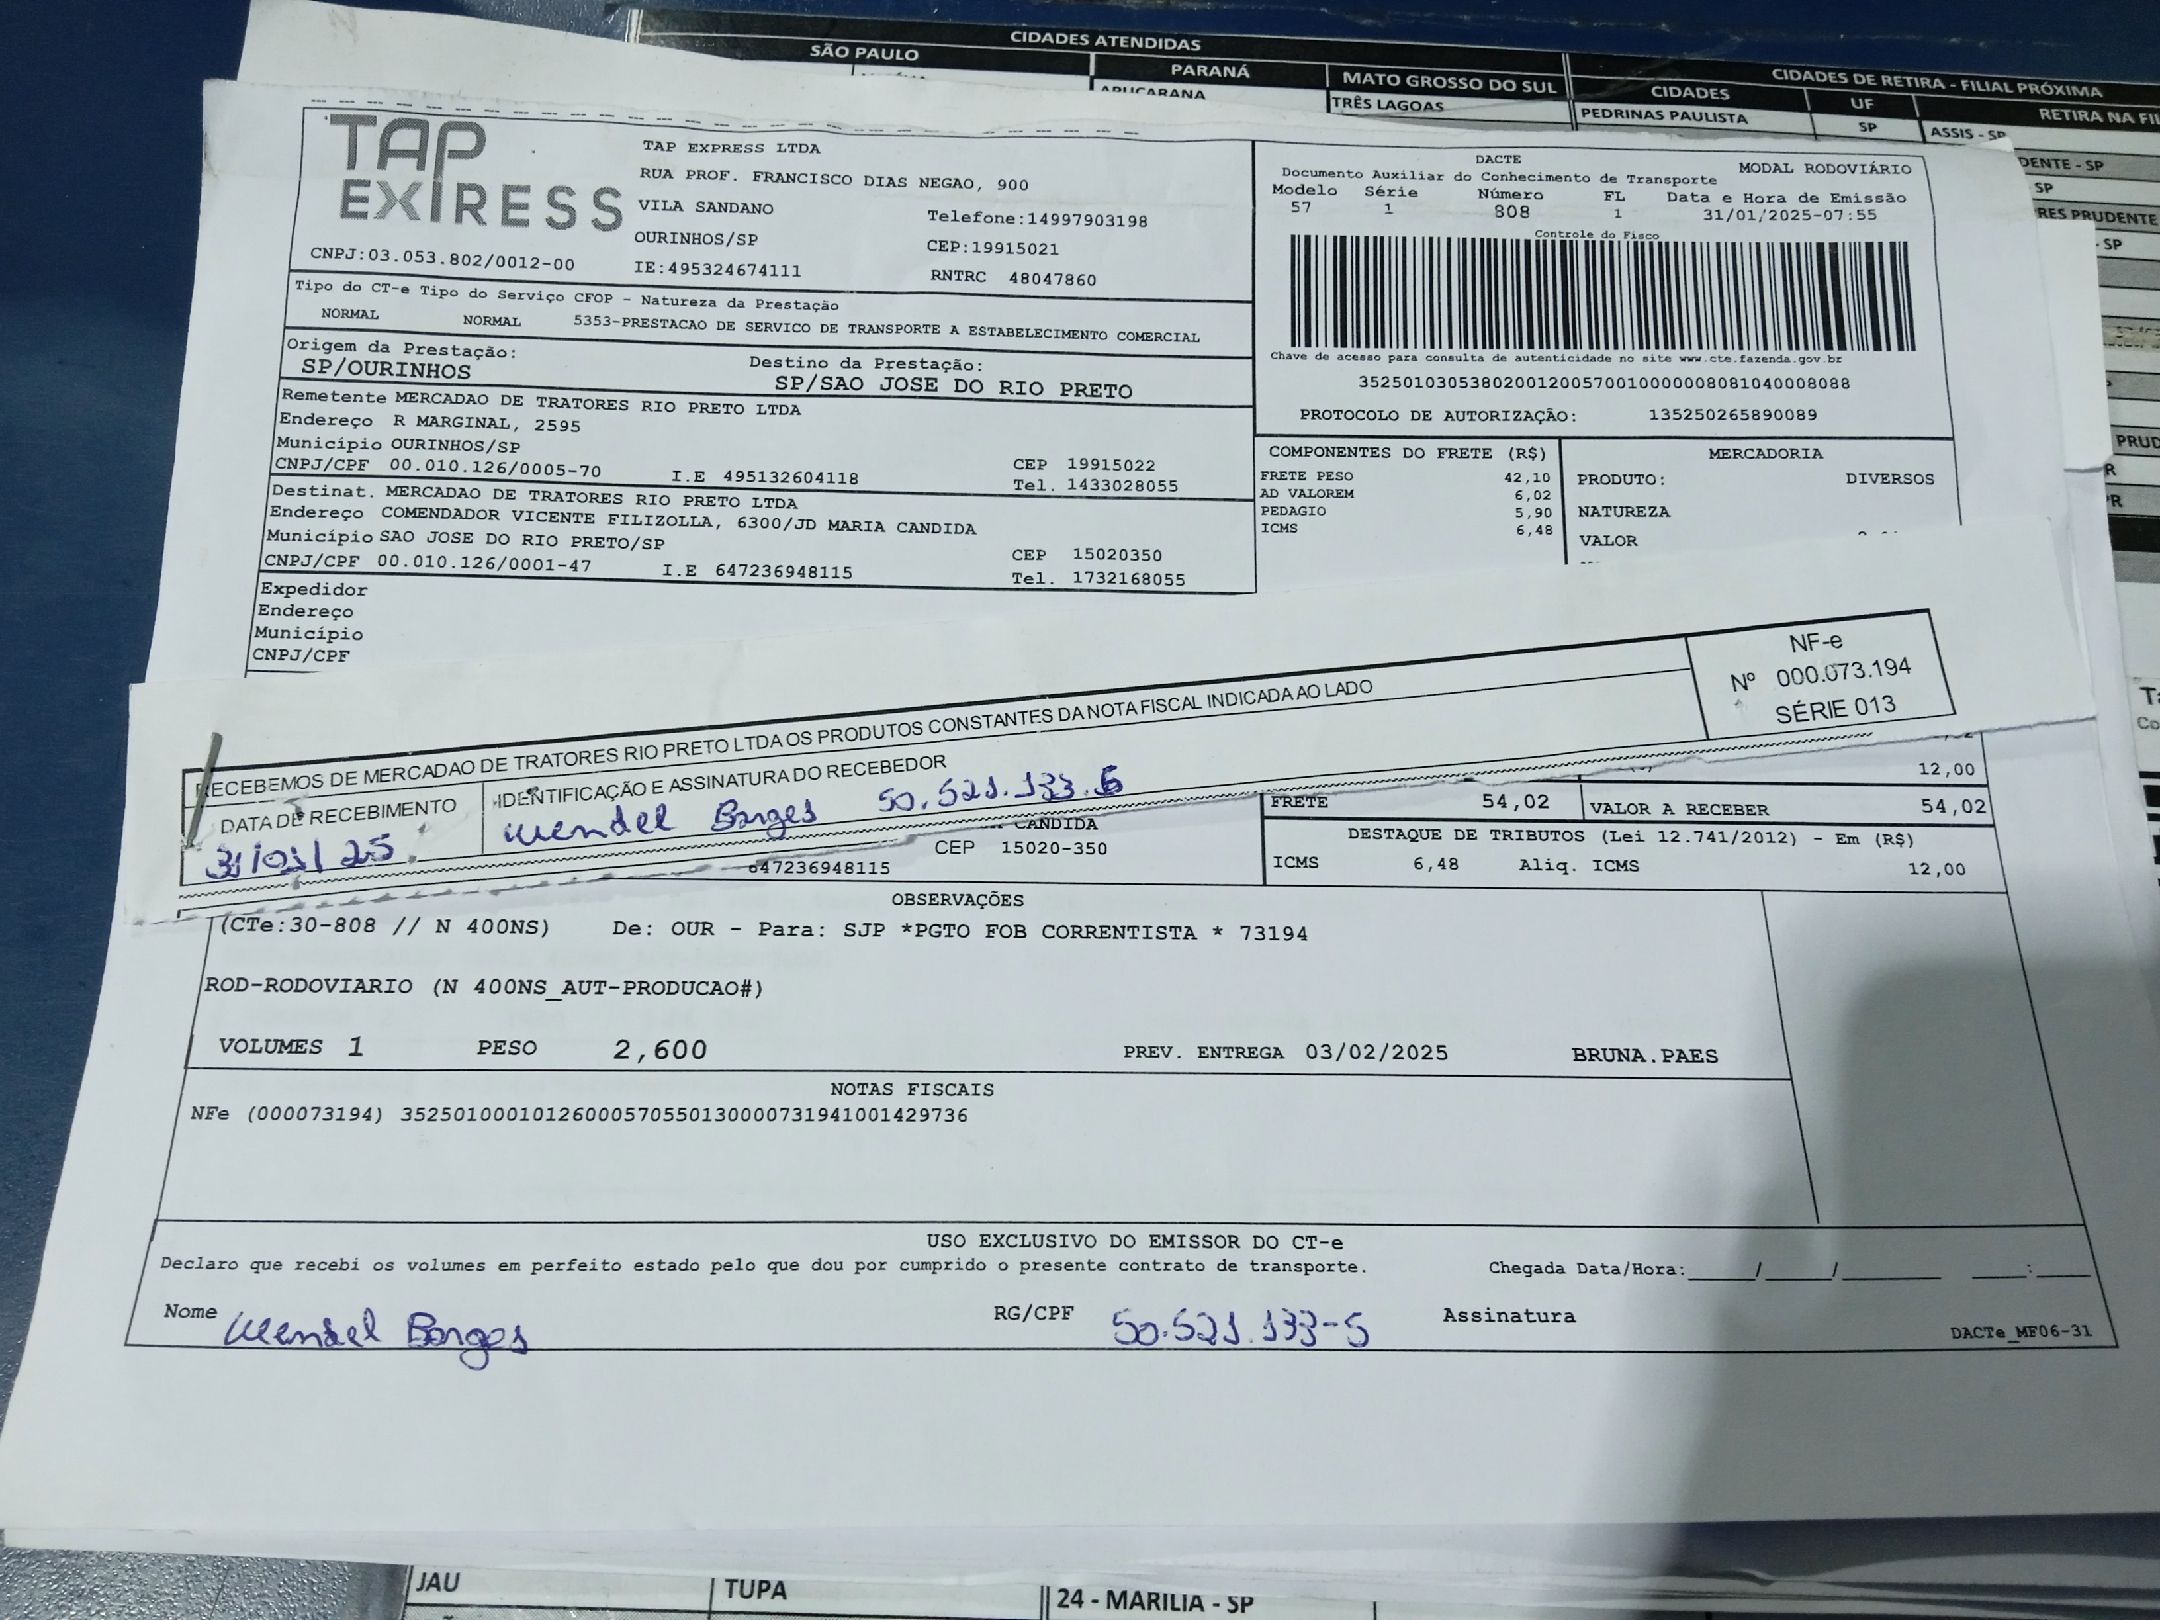 CIDADES ATENDIDAS
SÃO PAULO
PARANÁ
MATO GROSSO DO SUL
CIDADES DE RETIRA - FILIAL PRÓXIMA
CIDADES
UF
RETIRA NA FI
APUCARANA
TRÊS LAGOAS
PEDRINAS PAULISTA
SP
ASSIS - SP
DENTE - SP
SP
RES PRUDENTE
- SP
PRUD
TAP
EXPRESS
TAP EXPRESS LTDA
RUA PROF. FRANCISCO DIAS NEGAO, 900
VILA SANDANO
Telefone:14997903198
OURINHOS/SP
CEP:19915021
CNPJ:03.053.802/0012-00
IE:495324674111
RNTRC 48047860
DACTE
Documento Auxiliar do Conhecimento de Transporte
MODAL RODOVIÁRIO
Modelo Série Número FL Data e Hora de Emissão
57 1 808 1 31/01/2025-07:55
Controle do Fisco
Chave de acesso para consulta de autenticidade no site www.cte.fazenda.gov.br
35250103053802001200570010000008081040008088
PROTOCOLO DE AUTORIZAÇÃO: 135250265890089
Tipo do CT-e Tipo do Serviço CFOP - Natureza da Prestação
NORMAL NORMAL 5353-PRESTACAO DE SERVICO DE TRANSPORTE A ESTABELECIMENTO COMERCIAL
Origem da Prestação:
SP/OURINHOS
Destino da Prestação:
SP/SAO JOSE DO RIO PRETO
Remetente MERCADAO DE TRATORES RIO PRETO LTDA
Endereço R MARGINAL, 2595
Município OURINHOS/SP
CEP 19915022
CNPJ/CPF 00.010.126/0005-70 I.E 495132604118 Tel. 1433028055
Destinat. MERCADAO DE TRATORES RIO PRETO LTDA
Endereço COMENDADOR VICENTE FILIZOLLA, 6300/JD MARIA CANDIDA
Município SAO JOSE DO RIO PRETO/SP
CEP 15020350
CNPJ/CPF 00.010.126/0001-47 I.E 647236948115 Tel. 1732168055
Expedidor
Endereço
Município
CNPJ/CPF
COMPONENTES DO FRETE (R$)
FRETE PESO 42,10
AD VALOREM 6,02
PEDAGIO 5,90
ICMS 6,48
MERCADORIA
PRODUTO: DIVERSOS
NATUREZA
VALOR
RECEBEMOS DE MERCADAO DE TRATORES RIO PRETO LTDA OS PRODUTOS CONSTANTES DA NOTA FISCAL INDICADA AO LADO
DATA DE RECEBIMENTO
31/01/25
IDENTIFICAÇÃO E ASSINATURA DO RECEBEDOR
Wendel Borges 50.521.133.5
NF-e
Nº 000.073.194
SÉRIE 013
12,00
FRETE 54,02 VALOR A RECEBER 54,02
CANDIDA
CEP 15020-350
647236948115
DESTAQUE DE TRIBUTOS (Lei 12.741/2012) - Em (R$)
ICMS 6,48 Aliq. ICMS 12,00
OBSERVAÇÕES
(CTe:30-808 // N 400NS) De: OUR - Para: SJP *PGTO FOB CORRENTISTA * 73194
ROD-RODOVIARIO (N 400NS_AUT-PRODUCAO#)
VOLUMES 1 PESO 2,600 PREV. ENTREGA 03/02/2025 BRUNA.PAES
NOTAS FISCAIS
NFe (000073194) 35250100010126000570550130000731941001429736
USO EXCLUSIVO DO EMISSOR DO CT-e
Declaro que recebi os volumes em perfeito estado pelo que dou por cumprido o presente contrato de transporte. Chegada Data/Hora:____/____/______ ___:___
Nome Wendel Borges RG/CPF 50.521.133-5 Assinatura
DACTe_MF06-31
JAU
TUPA
24 - MARILIA - SP